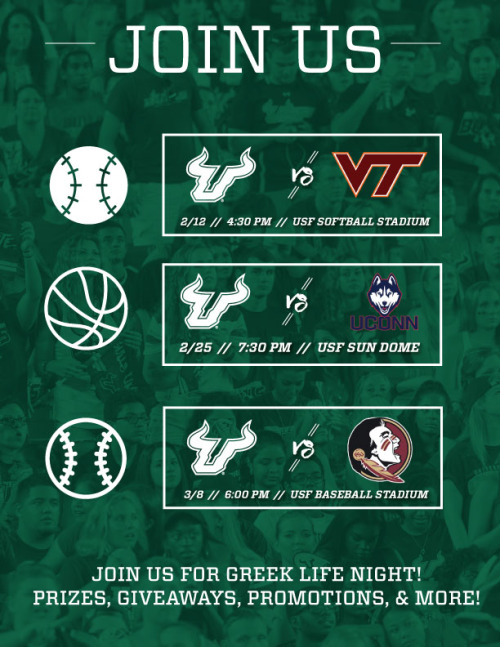 JOIN US
vs VT
2/12 // 4:30 PM // USF SOFTBALL STADIUM
vs
UCONN
2/25 // 7:30 PM // USF SUN DOME
vs
3/8 // 6:00 PM // USF BASEBALL STADIUM
JOIN US FOR GREEK LIFE NIGHT!
PRIZES, GIVEAWAYS, PROMOTIONS, & MORE!